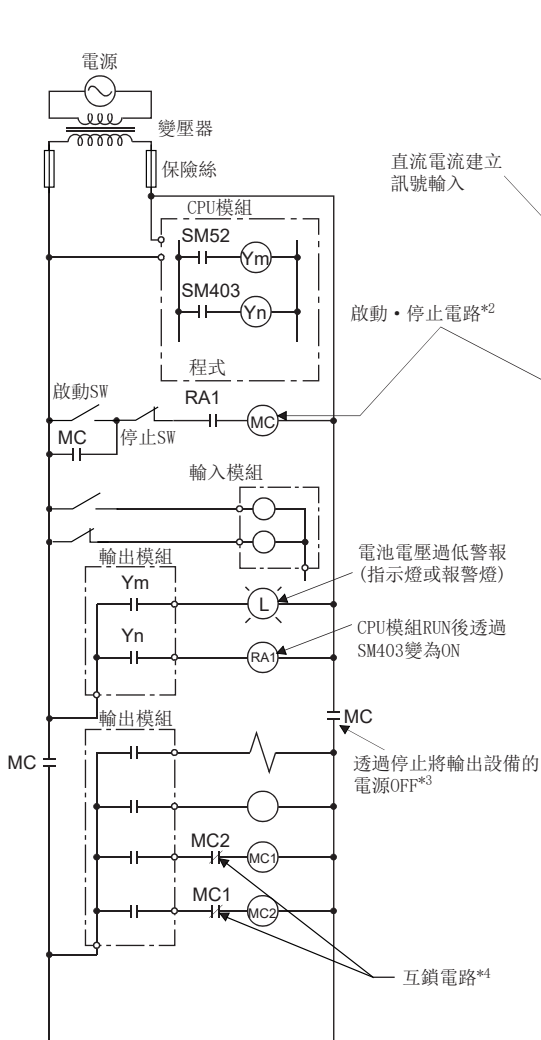 電源
變壓器
保險絲
直流電流建立
訊號輸入
CPU模組
SM52
Ym
SM403
Yn
程式
啟動・停止電路*2
啟動SW
RA1
MC
MC
停止SW
輸入模組
輸出模組
Ym
L
電池電壓過低警報
(指示燈或報警燈)
Yn
RA1
CPU模組RUN後透過
SM403變為ON
輸出模組
MC
MC
透過停止將輸出設備的
電源OFF*3
MC2
MC1
MC1
MC2
互鎖電路*4